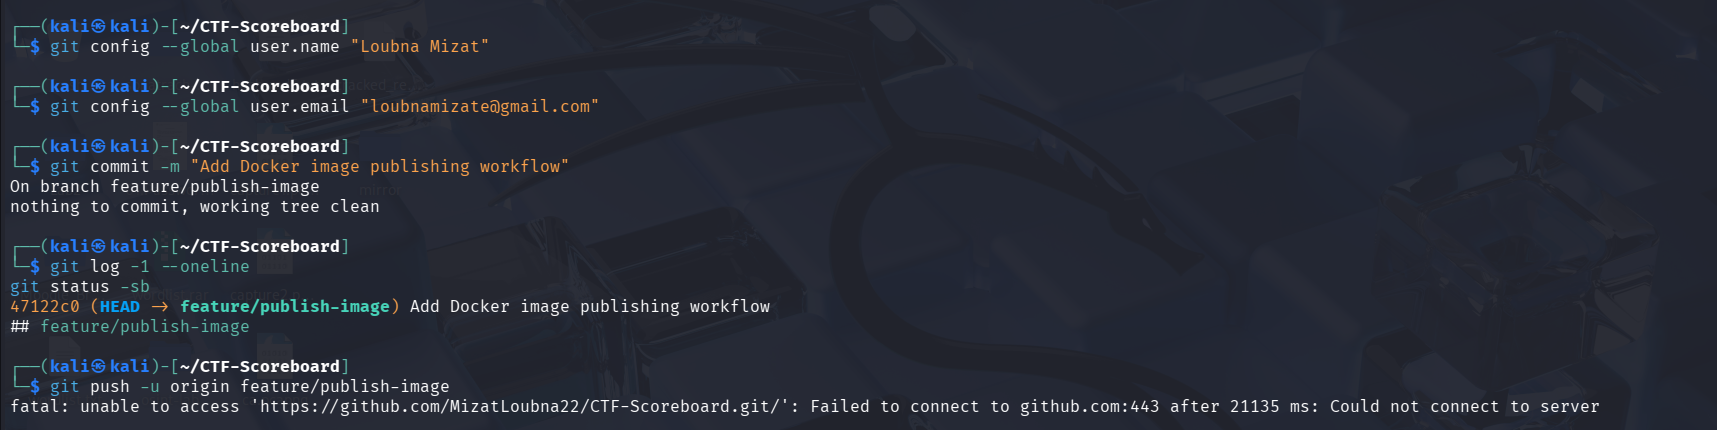 ┌──(kali㉿kali)-[~/CTF-Scoreboard]
└─$ git config --global user.name "Loubna Mizat"
┌──(kali㉿kali)-[~/CTF-Scoreboard]
└─$ git config --global user.email "loubnamizate@gmail.com"
┌──(kali㉿kali)-[~/CTF-Scoreboard]
└─$ git commit -m "Add Docker image publishing workflow"
On branch feature/publish-image
nothing to commit, working tree clean
┌──(kali㉿kali)-[~/CTF-Scoreboard]
└─$ git log -1 --oneline
git status -sb
47122c0 (HEAD -> feature/publish-image) Add Docker image publishing workflow
## feature/publish-image
┌──(kali㉿kali)-[~/CTF-Scoreboard]
└─$ git push -u origin feature/publish-image
fatal: unable to access 'https://github.com/MizatLoubna22/CTF-Scoreboard.git/': Failed to connect to github.com:443 after 21135 ms: Could not connect to server